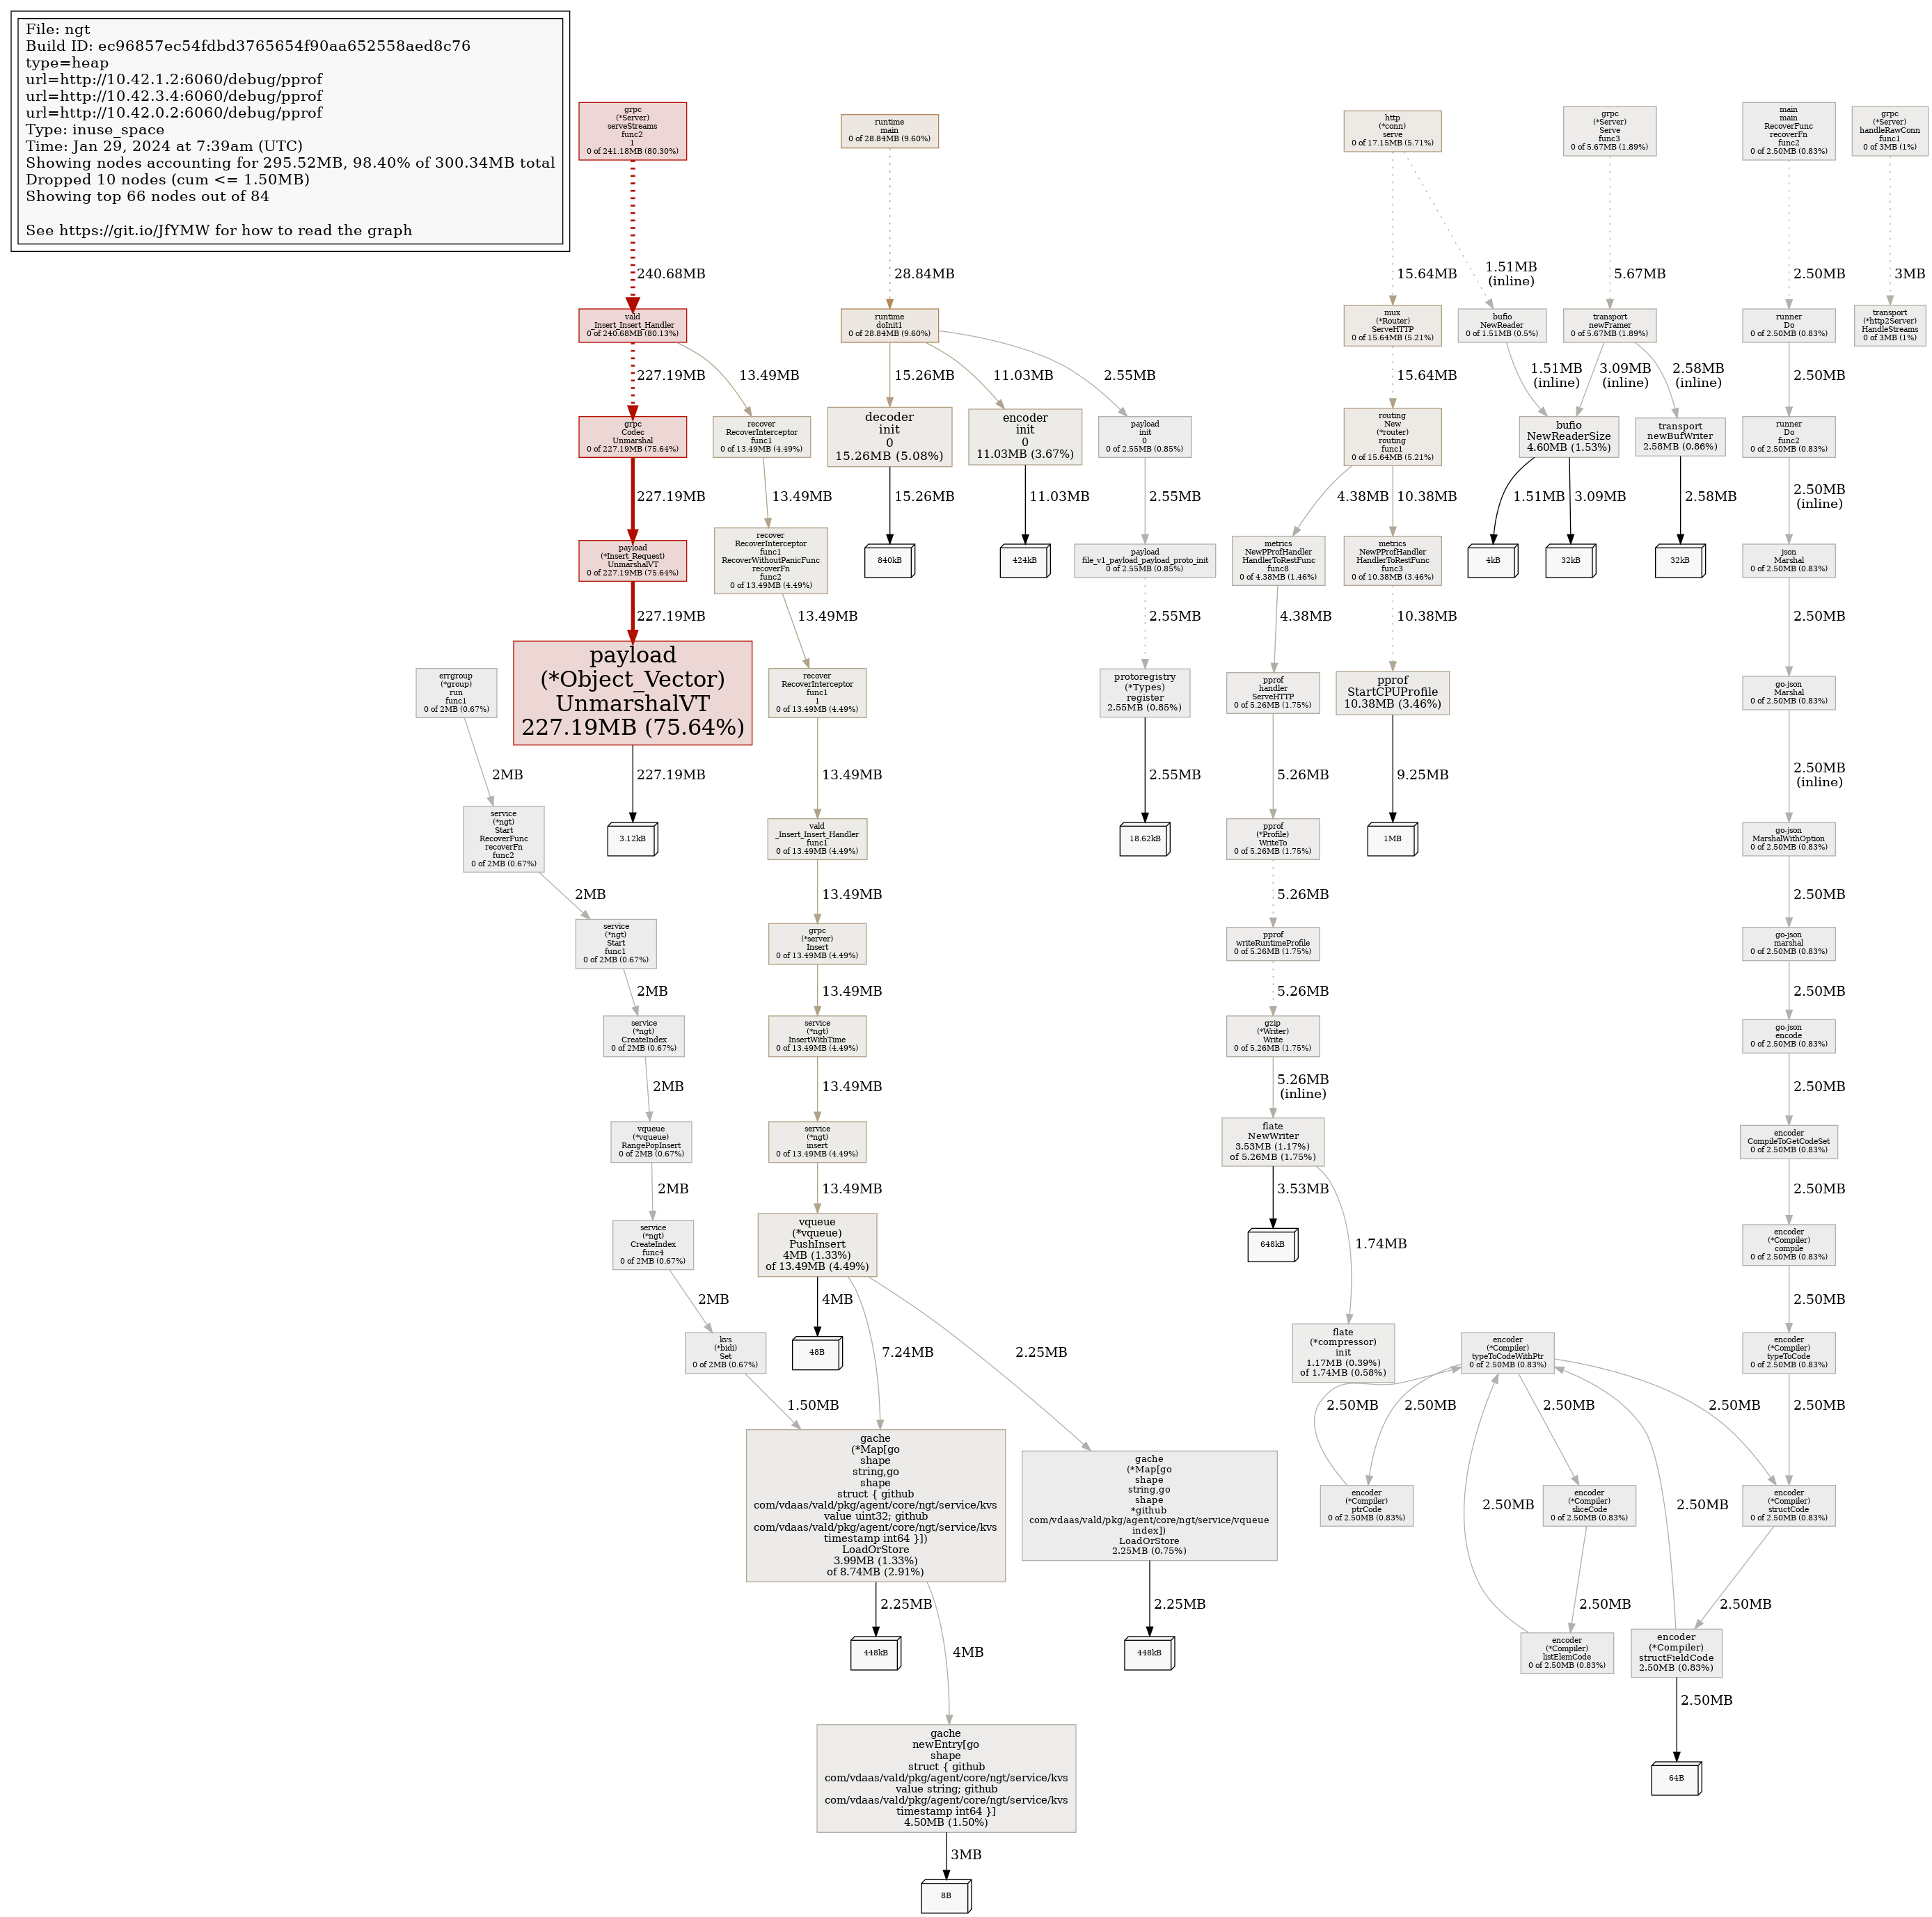 File: ngt
Build ID: ec96857ec54fdbd3765654f90aa652558aed8c76
type=heap
url=http://10.42.1.2:6060/debug/pprof
url=http://10.42.3.4:6060/debug/pprof
url=http://10.42.0.2:6060/debug/pprof
Type: inuse_space
Time: Jan 29, 2024 at 7:39am (UTC)
Showing nodes accounting for 295.52MB, 98.40% of 300.34MB total
Dropped 10 nodes (cum <= 1.50MB)
Showing top 66 nodes out of 84
See https://git.io/JfYMW for how to read the graph
grpc
(*Server)
serveStreams
func2
1
0 of 241.18MB (80.30%)
runtime
main
0 of 28.84MB (9.60%)
http
(*conn)
serve
0 of 17.15MB (5.71%)
grpc
(*Server)
Serve
func3
0 of 5.67MB (1.89%)
main
main
RecoverFunc
recoverFn
func2
0 of 2.50MB (0.83%)
grpc
(*Server)
handleRawConn
func1
0 of 3MB (1%)
240.68MB
28.84MB
15.64MB
1.51MB
(inline)
5.67MB
2.50MB
3MB
vald
_Insert_Insert_Handler
0 of 240.68MB (80.13%)
runtime
doInit1
0 of 28.84MB (9.60%)
mux
(*Router)
ServeHTTP
0 of 15.64MB (5.21%)
bufio
NewReader
0 of 1.51MB (0.5%)
transport
newFramer
0 of 5.67MB (1.89%)
runner
Do
0 of 2.50MB (0.83%)
transport
(*http2Server)
HandleStreams
0 of 3MB (1%)
227.19MB
13.49MB
15.26MB
11.03MB
2.55MB
15.64MB
1.51MB
(inline)
3.09MB
(inline)
2.58MB
(inline)
2.50MB
grpc
Codec
Unmarshal
0 of 227.19MB (75.64%)
recover
RecoverInterceptor
func1
0 of 13.49MB (4.49%)
decoder
init
0
15.26MB (5.08%)
encoder
init
0
11.03MB (3.67%)
payload
init
0
0 of 2.55MB (0.85%)
routing
New
(*router)
routing
func1
0 of 15.64MB (5.21%)
bufio
NewReaderSize
4.60MB (1.53%)
transport
newBufWriter
2.58MB (0.86%)
runner
Do
func2
0 of 2.50MB (0.83%)
227.19MB
13.49MB
15.26MB
11.03MB
2.55MB
4.38MB
10.38MB
1.51MB
3.09MB
2.58MB
2.50MB
(inline)
payload
(*Insert_Request)
UnmarshalVT
0 of 227.19MB (75.64%)
recover
RecoverInterceptor
func1
RecoverWithoutPanicFunc
recoverFn
func2
0 of 13.49MB (4.49%)
840kB
424kB
payload
file_v1_payload_payload_proto_init
0 of 2.55MB (0.85%)
metrics
NewPProfHandler
HandlerToRestFunc
func8
0 of 4.38MB (1.46%)
metrics
NewPProfHandler
HandlerToRestFunc
func3
0 of 10.38MB (3.46%)
4kB
32kB
32kB
json
Marshal
0 of 2.50MB (0.83%)
227.19MB
13.49MB
2.55MB
4.38MB
10.38MB
2.50MB
errgroup
(*group)
run
func1
0 of 2MB (0.67%)
payload
(*Object_Vector)
UnmarshalVT
227.19MB (75.64%)
recover
RecoverInterceptor
func1
1
0 of 13.49MB (4.49%)
protoregistry
(*Types)
register
2.55MB (0.85%)
pprof
handler
ServeHTTP
0 of 5.26MB (1.75%)
pprof
StartCPUProfile
10.38MB (3.46%)
go-json
Marshal
0 of 2.50MB (0.83%)
2MB
227.19MB
13.49MB
2.55MB
5.26MB
9.25MB
2.50MB
(inline)
service
(*ngt)
Start
RecoverFunc
recoverFn
func2
0 of 2MB (0.67%)
3.12kB
vald
_Insert_Insert_Handler
func1
0 of 13.49MB (4.49%)
18.62kB
pprof
(*Profile)
WriteTo
0 of 5.26MB (1.75%)
1MB
go-json
MarshalWithOption
0 of 2.50MB (0.83%)
2MB
13.49MB
5.26MB
2.50MB
service
(*ngt)
Start
func1
0 of 2MB (0.67%)
grpc
(*server)
Insert
0 of 13.49MB (4.49%)
pprof
writeRuntimeProfile
0 of 5.26MB (1.75%)
go-json
marshal
0 of 2.50MB (0.83%)
2MB
13.49MB
5.26MB
2.50MB
service
(*ngt)
CreateIndex
0 of 2MB (0.67%)
service
(*ngt)
InsertWithTime
0 of 13.49MB (4.49%)
gzip
(*Writer)
Write
0 of 5.26MB (1.75%)
go-json
encode
0 of 2.50MB (0.83%)
2MB
13.49MB
5.26MB
(inline)
2.50MB
vqueue
(*vqueue)
RangePopInsert
0 of 2MB (0.67%)
service
(*ngt)
insert
0 of 13.49MB (4.49%)
flate
NewWriter
3.53MB (1.17%)
of 5.26MB (1.75%)
encoder
CompileToGetCodeSet
0 of 2.50MB (0.83%)
2MB
13.49MB
3.53MB
2.50MB
service
(*ngt)
CreateIndex
func4
0 of 2MB (0.67%)
vqueue
(*vqueue)
PushInsert
4MB (1.33%)
of 13.49MB (4.49%)
648kB
1.74MB
encoder
(*Compiler)
compile
0 of 2.50MB (0.83%)
2MB
4MB
2.50MB
kvs
(*bidi)
Set
0 of 2MB (0.67%)
48B
7.24MB
2.25MB
flate
(*compressor)
init
1.17MB (0.39%)
of 1.74MB (0.58%)
encoder
(*Compiler)
typeToCodeWithPtr
0 of 2.50MB (0.83%)
encoder
(*Compiler)
typeToCode
0 of 2.50MB (0.83%)
1.50MB
2.50MB
2.50MB
2.50MB
2.50MB
2.50MB
gache
(*Map[go
shape
string,go
shape
struct { github
com/vdaas/vald/pkg/agent/core/ngt/service/kvs
value uint32; github
com/vdaas/vald/pkg/agent/core/ngt/service/kvs
timestamp int64 }])
LoadOrStore
3.99MB (1.33%)
of 8.74MB (2.91%)
gache
(*Map[go
shape
string,go
shape
*github
com/vdaas/vald/pkg/agent/core/ngt/service/vqueue
index])
LoadOrStore
2.25MB (0.75%)
encoder
(*Compiler)
ptrCode
0 of 2.50MB (0.83%)
2.50MB
encoder
(*Compiler)
sliceCode
0 of 2.50MB (0.83%)
2.50MB
encoder
(*Compiler)
structCode
0 of 2.50MB (0.83%)
2.25MB
2.25MB
2.50MB
2.50MB
448kB
4MB
448kB
encoder
(*Compiler)
listElemCode
0 of 2.50MB (0.83%)
encoder
(*Compiler)
structFieldCode
2.50MB (0.83%)
2.50MB
gache
newEntry[go
shape
struct { github
com/vdaas/vald/pkg/agent/core/ngt/service/kvs
value string; github
com/vdaas/vald/pkg/agent/core/ngt/service/kvs
timestamp int64 }]
4.50MB (1.50%)
64B
3MB
8B